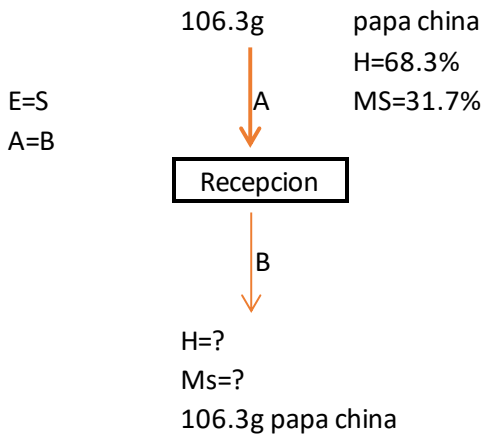 106.3g papa china
H=68.3%
E=S A MS=31.7%
A=B
Recepcion
B
H=?
Ms=?
106.3g papa china